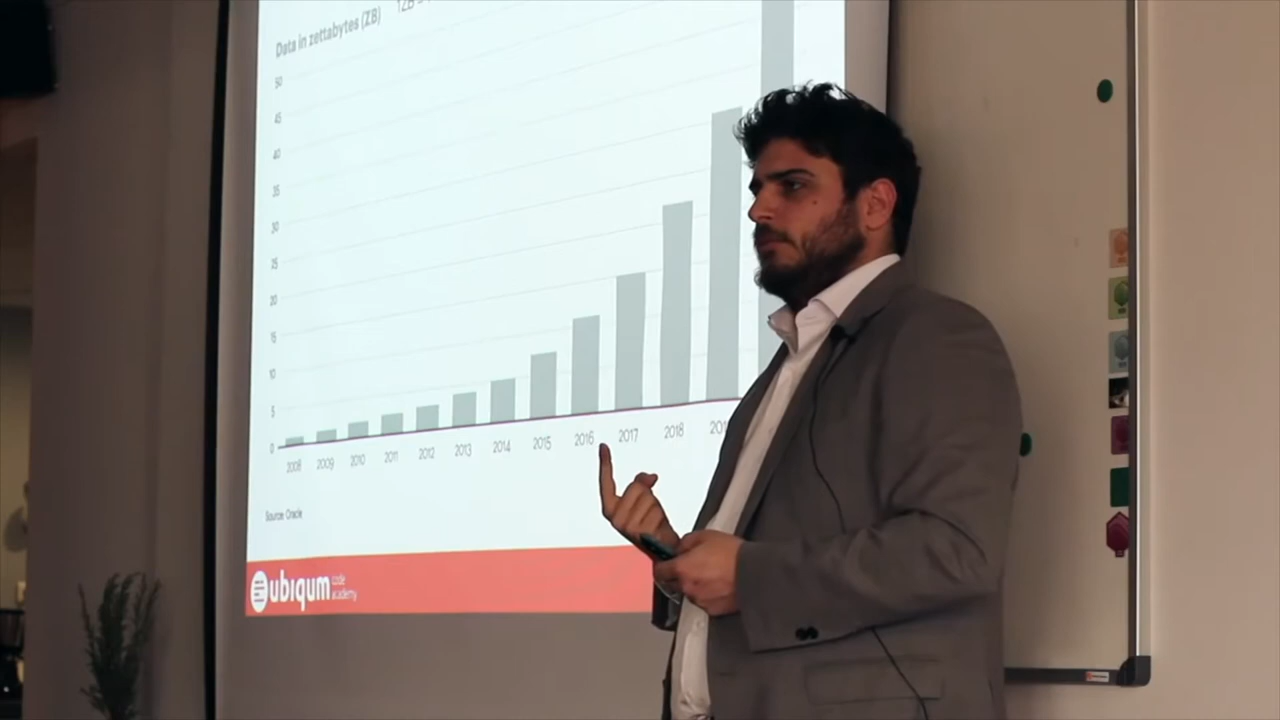 Data in zettabytes (ZB)
50
45
40
35
30
25
20
15
10
5
0
2008 2009 2010 2011 2012 2013 2014 2015 2016 2017 2018
Source: Oracle
ubiqum code
academy